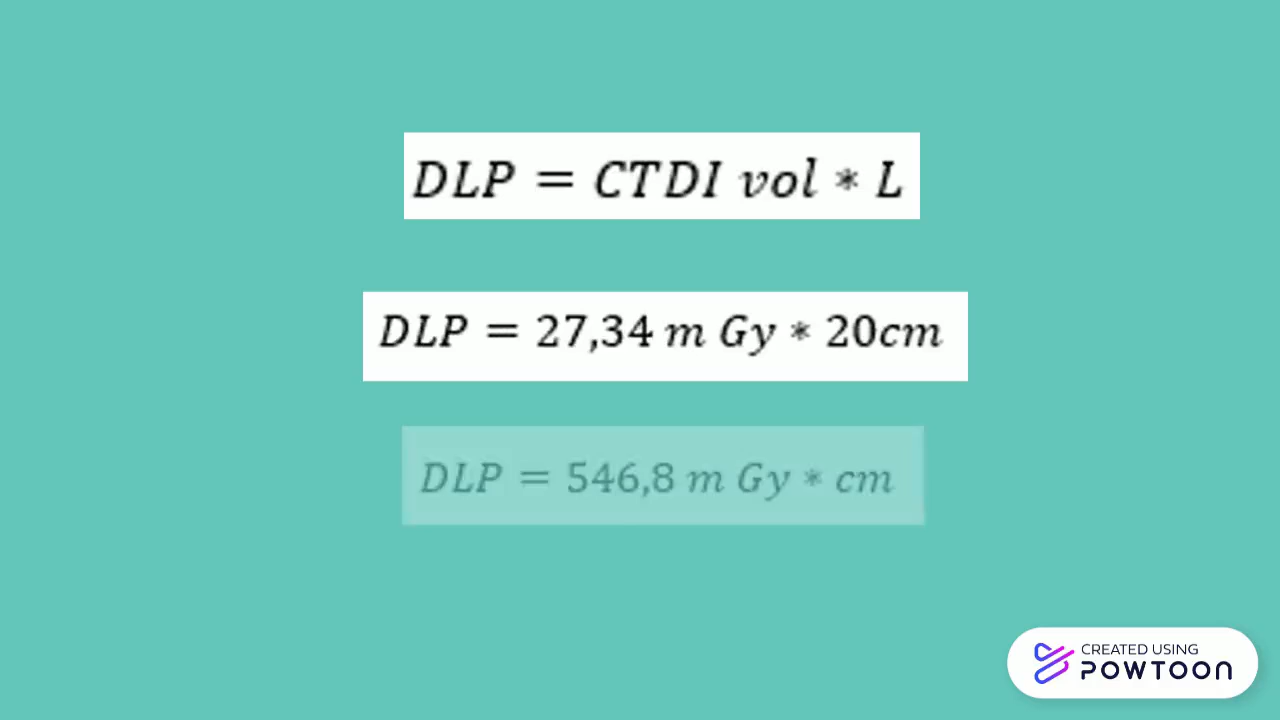 DLP = CTDI vol * L
DLP = 27,34 m Gy * 20cm
DLP = 546,8 m Gy * cm
CREATED USING
POWTOON